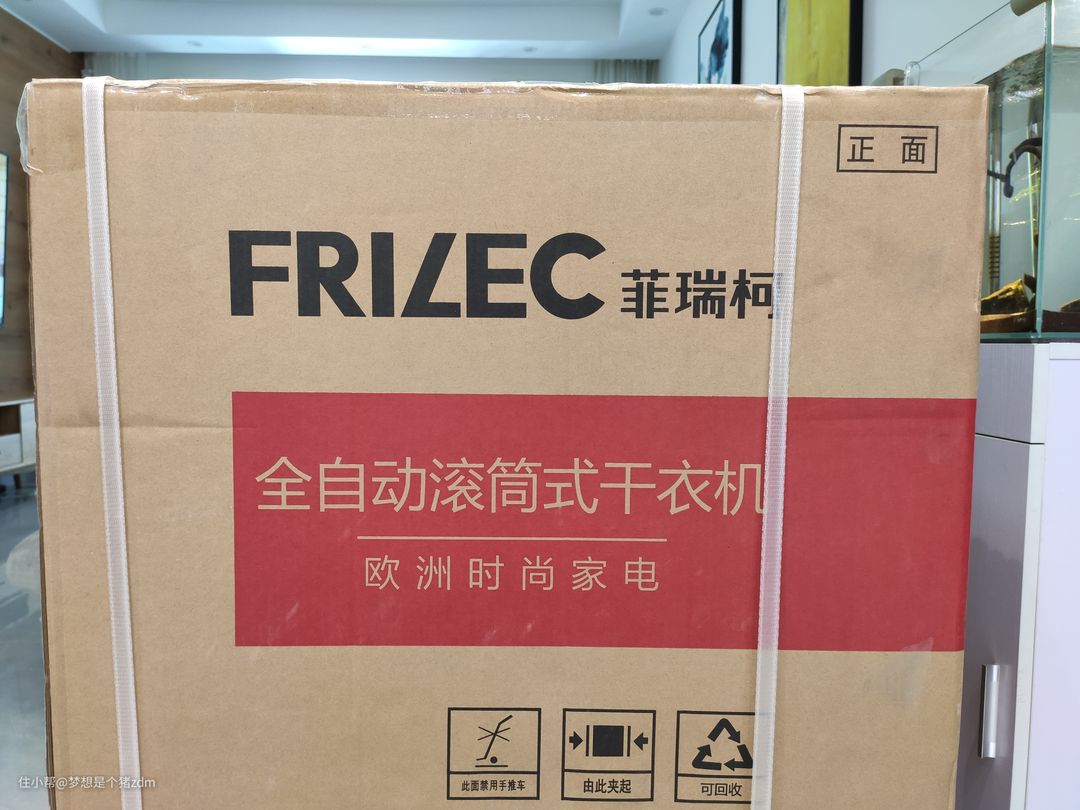 正 面
FRILEC 菲瑞柯
全自动滚筒式干衣机
欧洲时尚家电
此面禁用手推车
由此夹起
可回收
住小帮@梦想是个猪zdm